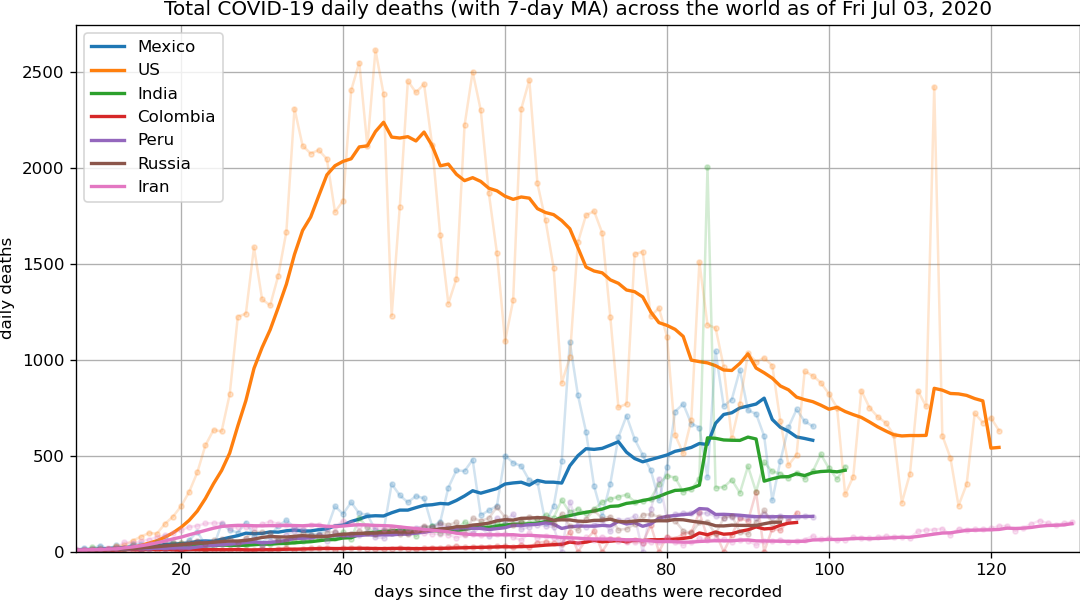 Total COVID-19 daily deaths (with 7-day MA) across the world as of Fri Jul 03, 2020
Mexico
US
India
Colombia
Peru
Russia
Iran
2500
2000
1500
1000
500
0
daily deaths
20 40 60 80 100 120
days since the first day 10 deaths were recorded